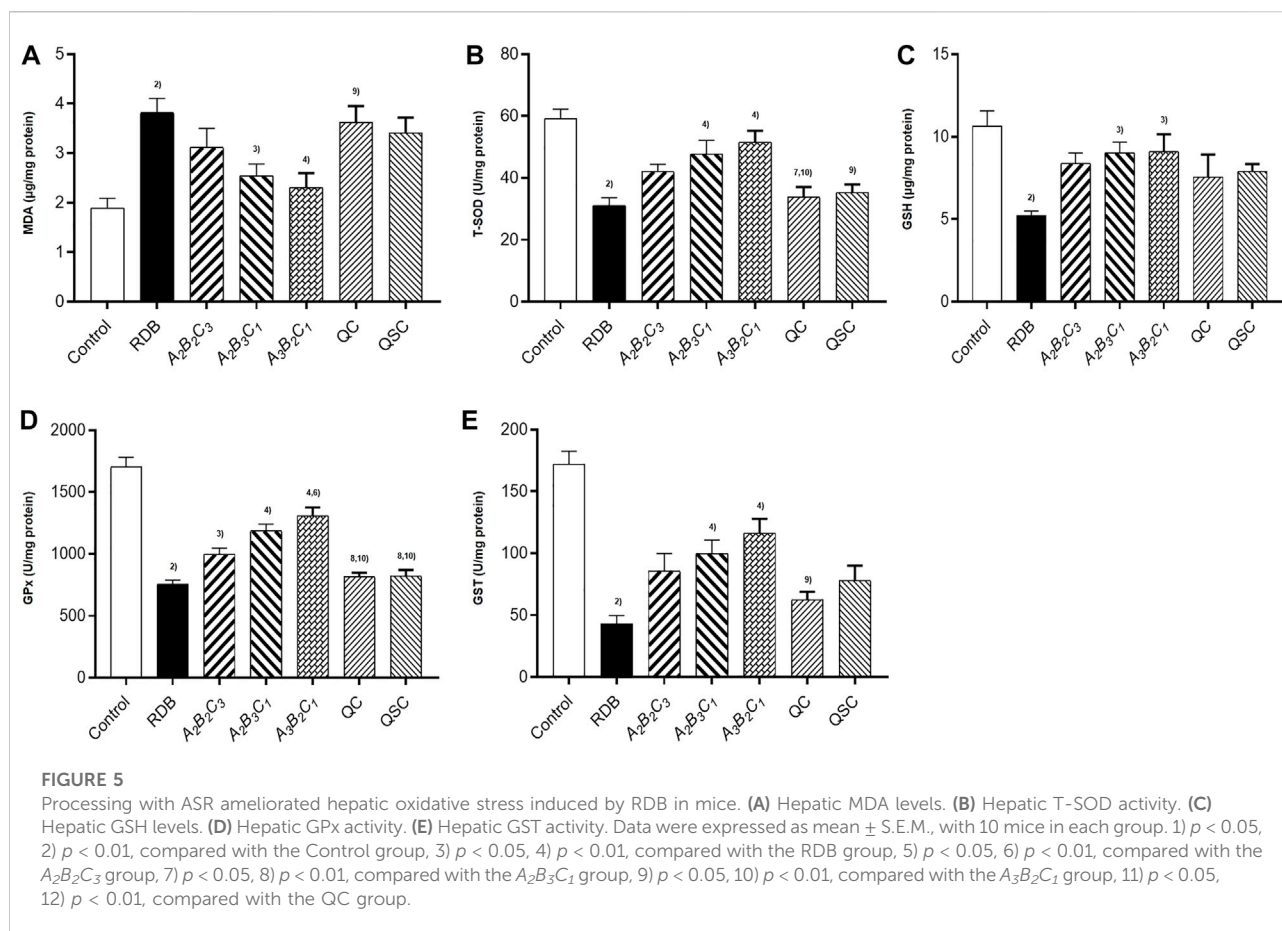 A
MDA (µg/mg protein)
5
4
3
2
1
0
2)
3)
4)
9)
Control
RDB
A2B2C3
A2B3C1
A3B2C1
QC
QSC
B
T-SOD (U/mg protein)
80
60
40
20
0
2)
4)
4)
7,10)
9)
Control
RDB
A2B2C3
A2B3C1
A3B2C1
QC
QSC
C
GSH (µg/mg protein)
15
10
5
0
2)
3)
3)
Control
RDB
A2B2C3
A2B3C1
A3B2C1
QC
QSC
D
GPx (U/mg protein)
2000
1500
1000
500
0
2)
3)
4)
4,6)
8,10)
8,10)
Control
RDB
A2B2C3
A2B3C1
A3B2C1
QC
QSC
E
GST (U/mg protein)
200
150
100
50
0
2)
4)
4)
9)
Control
RDB
A2B2C3
A2B3C1
A3B2C1
QC
QSC
FIGURE 5
Processing with ASR ameliorated hepatic oxidative stress induced by RDB in mice. (A) Hepatic MDA levels. (B) Hepatic T-SOD activity. (C)
Hepatic GSH levels. (D) Hepatic GPx activity. (E) Hepatic GST activity. Data were expressed as mean ± S.E.M., with 10 mice in each group. 1) p < 0.05,
2) p < 0.01, compared with the Control group, 3) p < 0.05, 4) p < 0.01, compared with the RDB group, 5) p < 0.05, 6) p < 0.01, compared with the
A2B2C3 group, 7) p < 0.05, 8) p < 0.01, compared with the A2B3C1 group, 9) p < 0.05, 10) p < 0.01, compared with the A3B2C1 group, 11) p < 0.05,
12) p < 0.01, compared with the QC group.